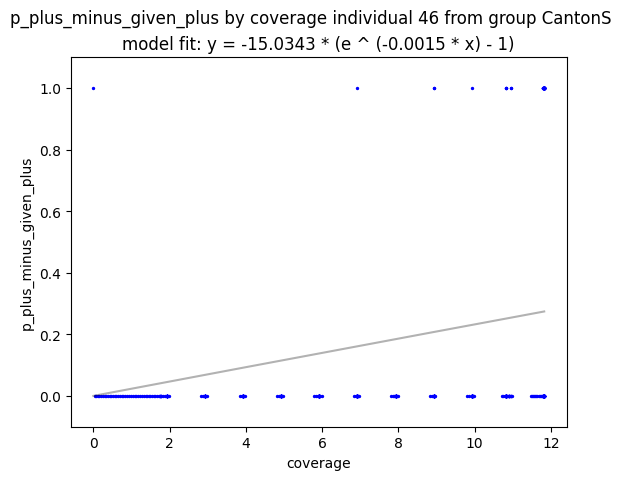 p_plus_minus_given_plus by coverage individual 46 from group CantonS
model fit: y = -15.0343 * (e ^ (-0.0015 * x) - 1)
1.0
0.8
0.6
0.4
0.2
0.0
p_plus_minus_given_plus
0 2 4 6 8 10 12
coverage